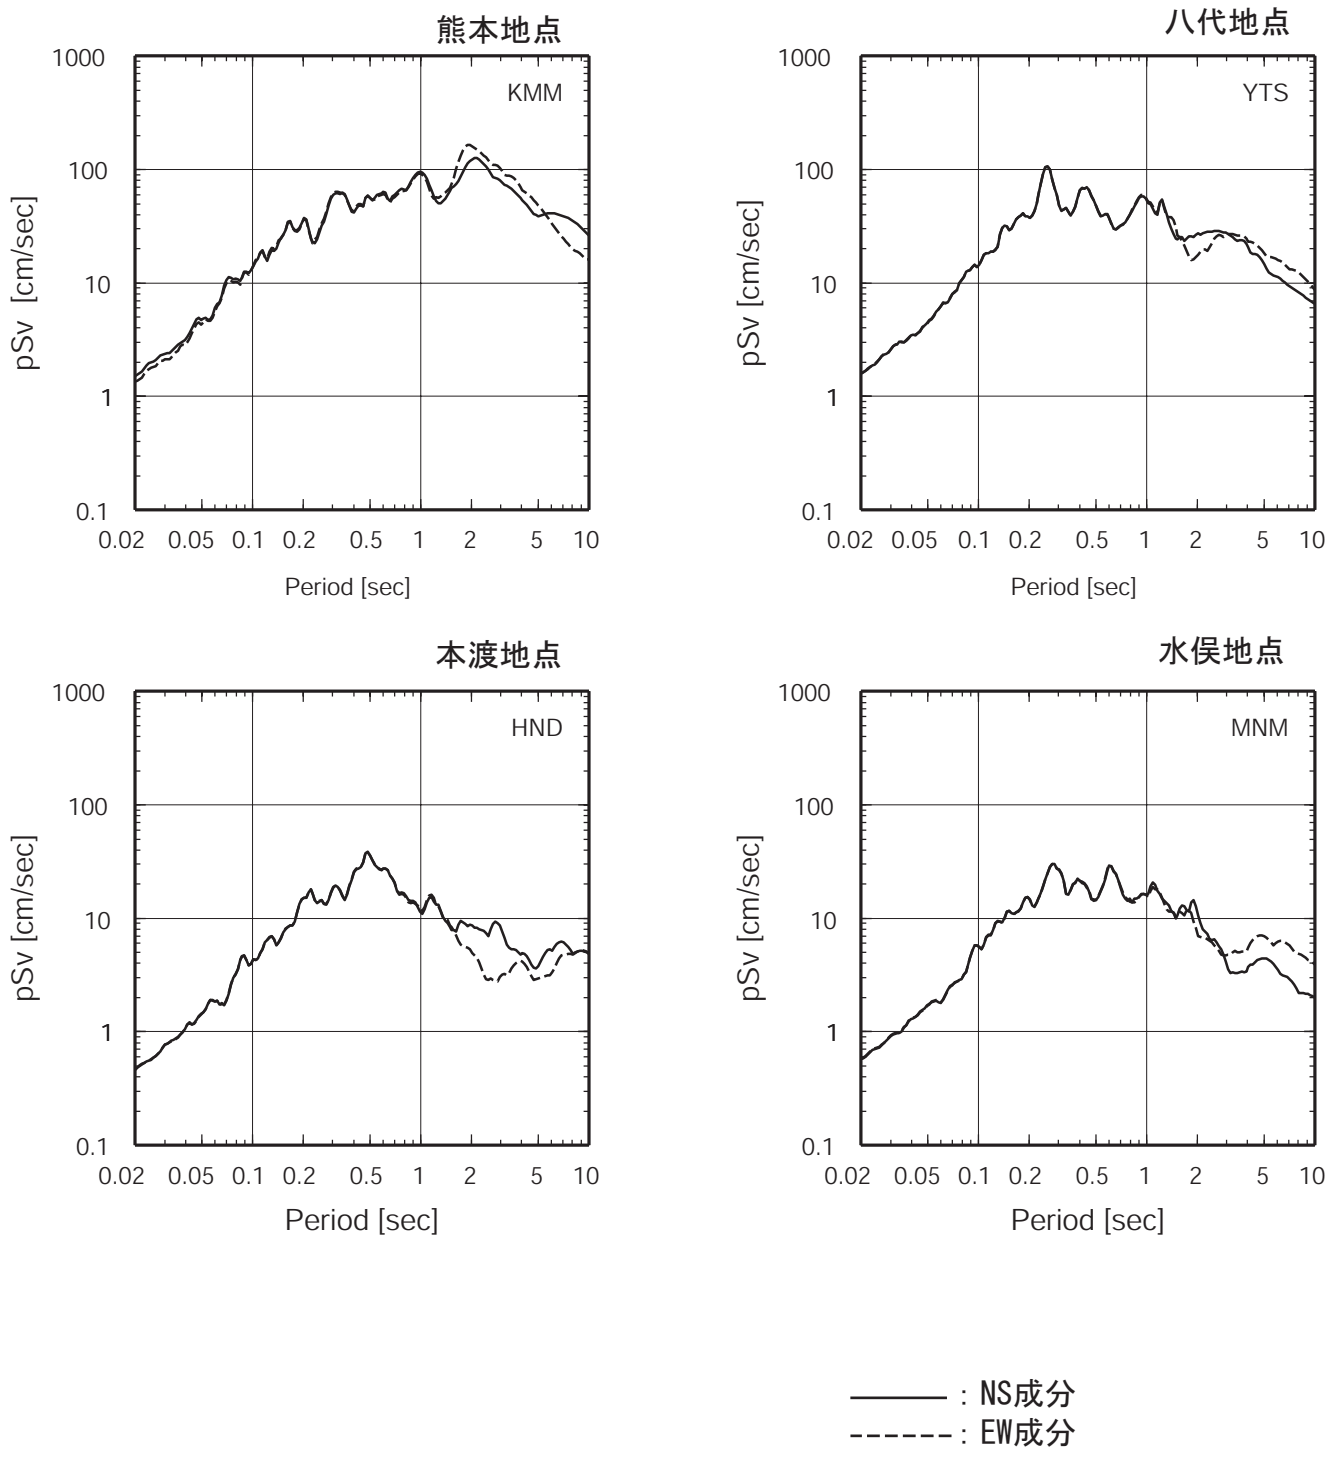 熊本地点
1000
KMM
100
10
1
0.1
pSv [cm/sec]
0.02 0.05 0.1 0.2 0.5 1 2 5 10
Period [sec]
八代地点
1000
YTS
100
10
1
0.1
pSv [cm/sec]
0.02 0.05 0.1 0.2 0.5 1 2 5 10
Period [sec]
本渡地点
1000
HND
100
10
1
0.1
pSv [cm/sec]
0.02 0.05 0.1 0.2 0.5 1 2 5 10
Period [sec]
水俣地点
1000
MNM
100
10
1
0.1
pSv [cm/sec]
0.02 0.05 0.1 0.2 0.5 1 2 5 10
Period [sec]
: NS成分
: EW成分